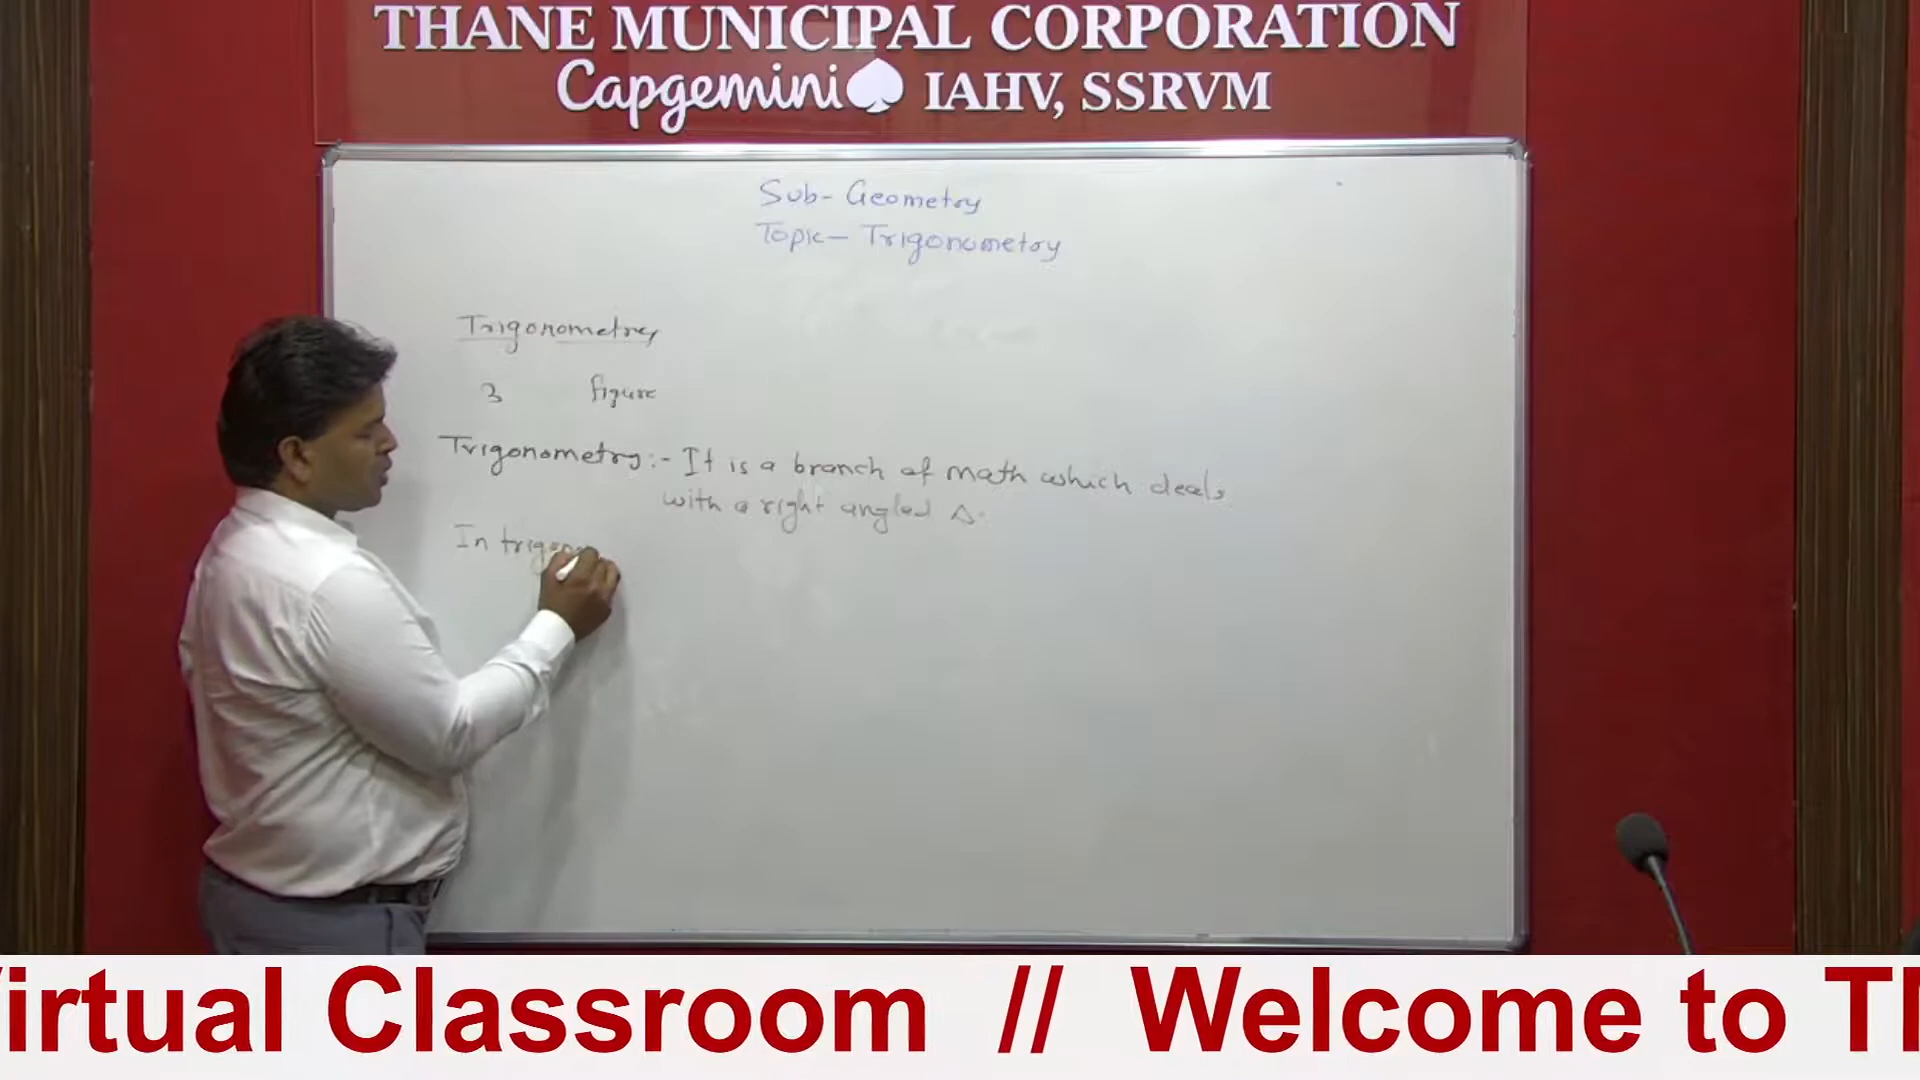 THANE MUNICIPAL CORPORATION
Capgemini IAHV, SSRVM
Sub- Geometry
Topic- Trigonometry
Trigonometry
3 figure
Trigonometry:- It is a branch of math which deals
with a right angled Δ.
In trigono
irtual Classroom // Welcome to T